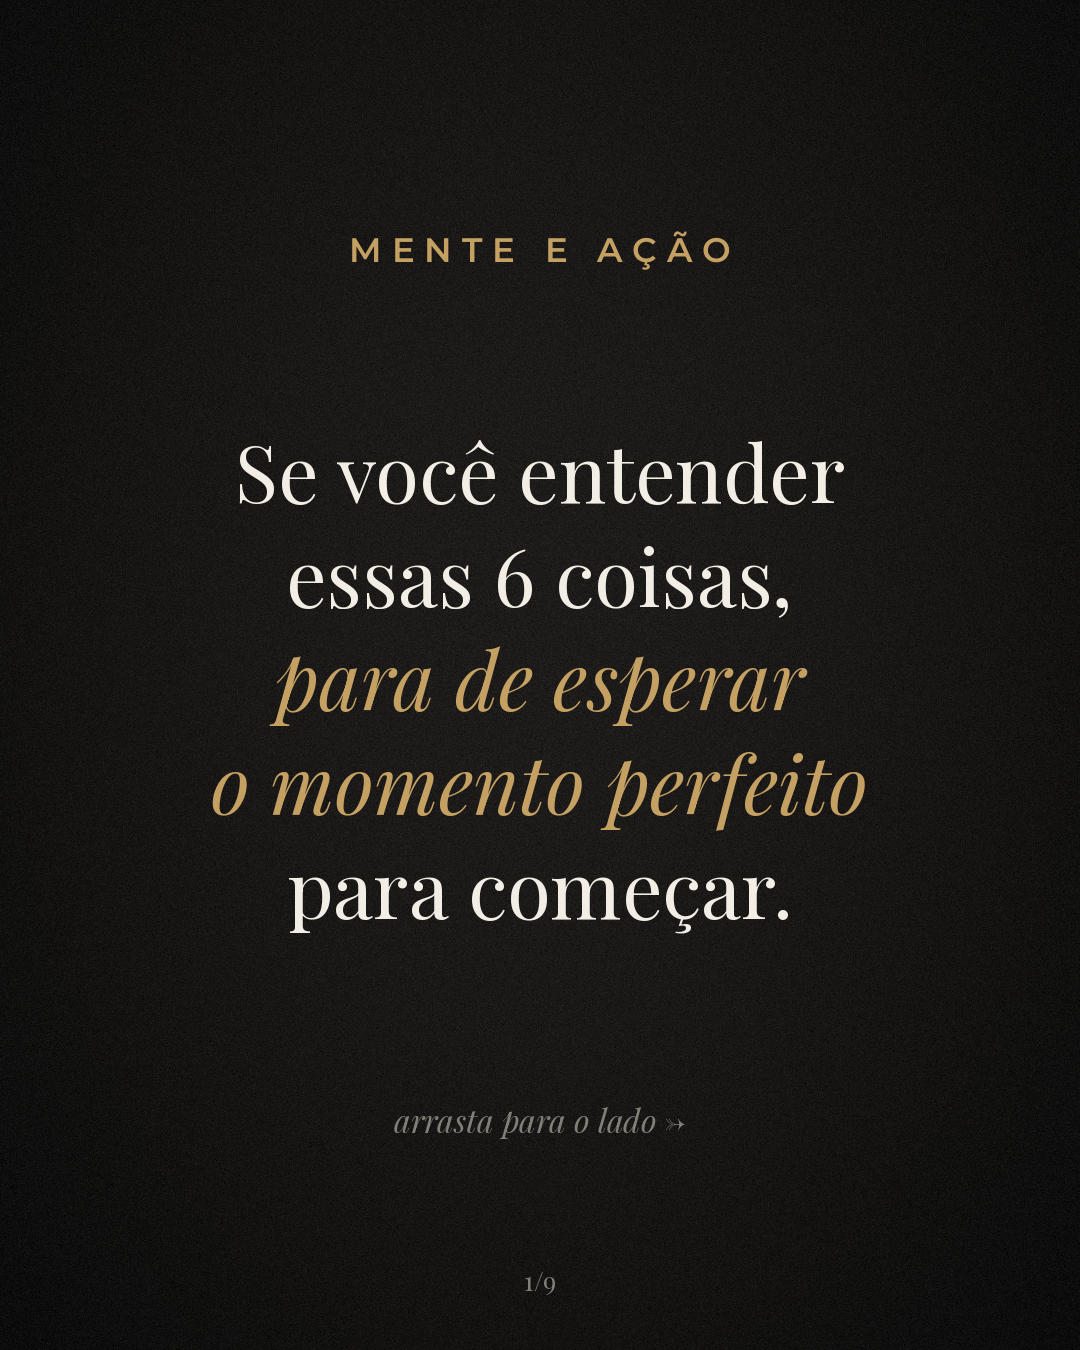 MENTE E AÇÃO
Se você entender
essas 6 coisas,
para de esperar
o momento perfeito
para começar.
arrasta para o lado ➳
1/9